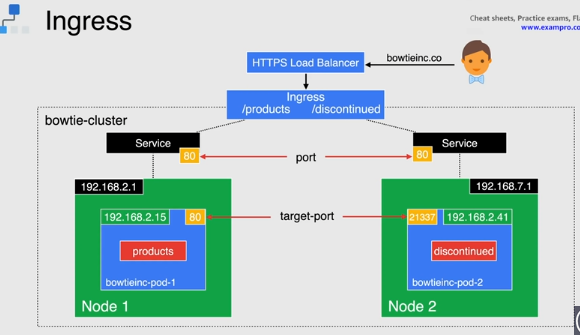 Ingress
Cheat sheets, Practice exams, Fl
www.exampro.co
HTTPS Load Balancer
bowtieinc.co
Ingress
/products /discontinued
bowtie-cluster
Service
80
port
Service
80
192.168.2.1
192.168.7.1
192.168.2.15
80
target-port
21337
192.168.2.41
products
discontinued
bowtieinc-pod-1
bowtieinc-pod-2
Node 1
Node 2